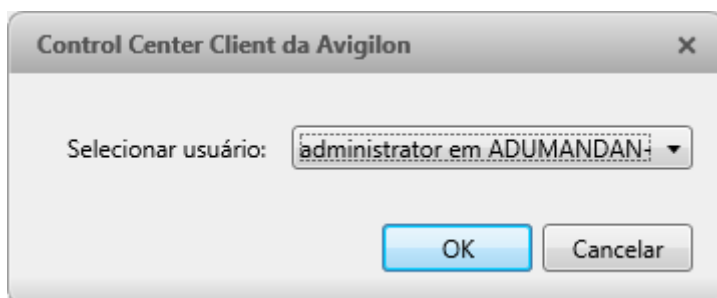 Control Center Client da Avigilon
Selecionar usuário: administrator em ADUMANDAN-
OK Cancelar